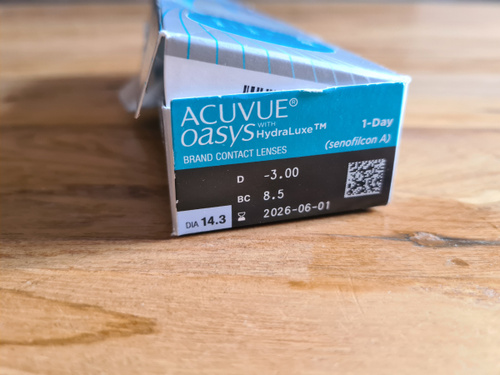 ACUVUE®
OASYS WITH HydraLuxe™ 1-Day
(senofilcon A)
BRAND CONTACT LENSES
D -3.00
BC 8.5
DIA 14.3
2026-06-01